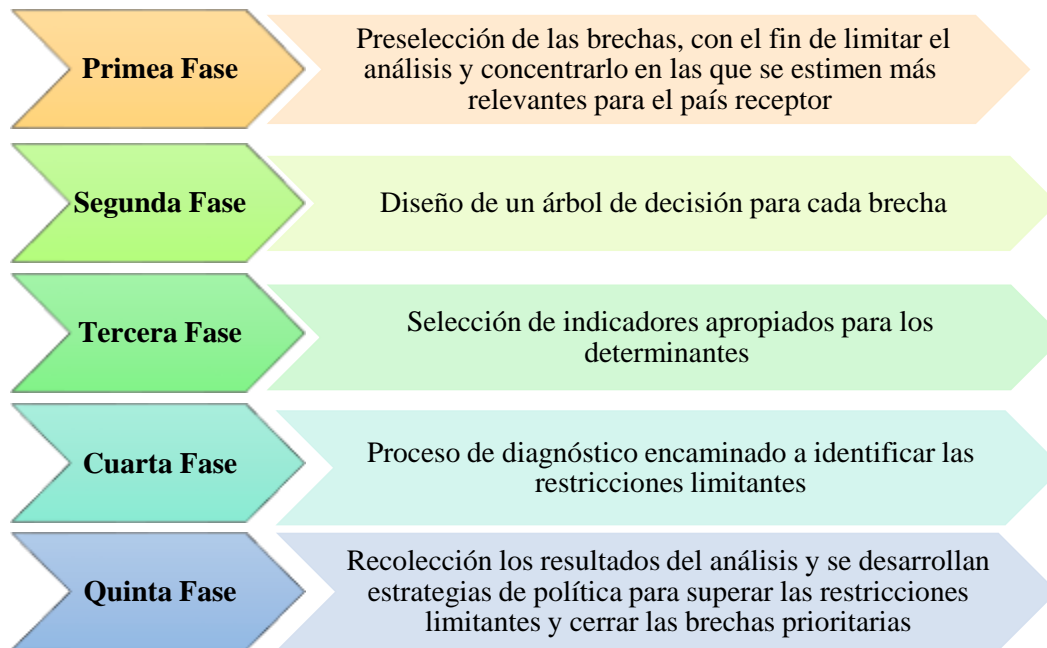 Primea Fase
Preselección de las brechas, con el fin de limitar el
análisis y concentrarlo en las que se estimen más
relevantes para el país receptor
Segunda Fase
Diseño de un árbol de decisión para cada brecha
Tercera Fase
Selección de indicadores apropiados para los
determinantes
Cuarta Fase
Proceso de diagnóstico encaminado a identificar las
restricciones limitantes
Quinta Fase
Recolección los resultados del análisis y se desarrollan
estrategias de política para superar las restricciones
limitantes y cerrar las brechas prioritarias